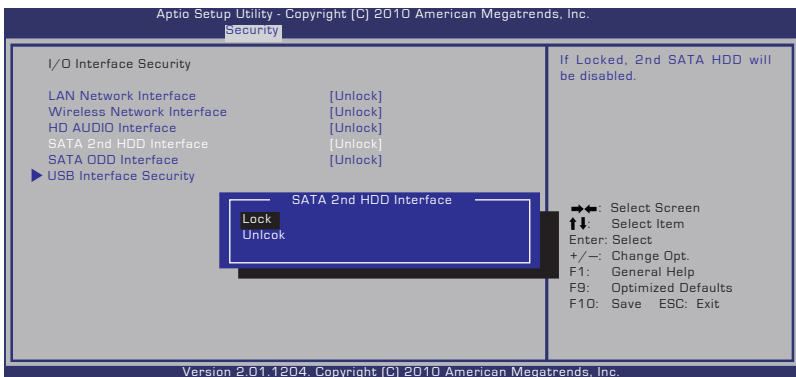 Aptio Setup Utility - Copyright (C) 2010 American Megatrends, Inc.
Security
I/O Interface Security
LAN Network Interface [Unlock]
Wireless Network Interface [Unlock]
HD AUDIO Interface [Unlock]
SATA 2nd HDD Interface [Unlock]
SATA ODD Interface [Unlock]
USB Interface Security
SATA 2nd HDD Interface
Lock
Unlcok
If Locked, 2nd SATA HDD will
be disabled.
→←: Select Screen
↑↓: Select Item
Enter: Select
+/—: Change Opt.
F1: General Help
F9: Optimized Defaults
F10: Save ESC: Exit
Version 2.01.1204. Copyright (C) 2010 American Megatrends, Inc.